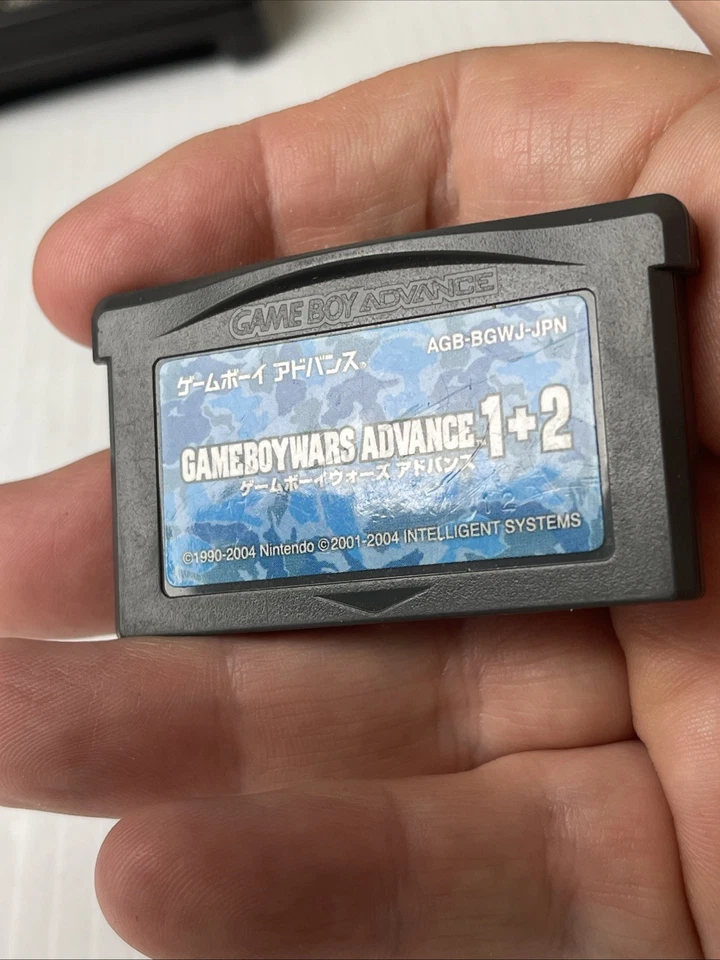 GAME BOY ADVANCE
ゲームボーイ アドバンス®
AGB-BGWJ-JPN
GAMEBOYWARS ADVANCE™ 1+2
ゲームボーイウォーズ アドバンス
12
©1990-2004 Nintendo ©2001-2004 INTELLIGENT SYSTEMS